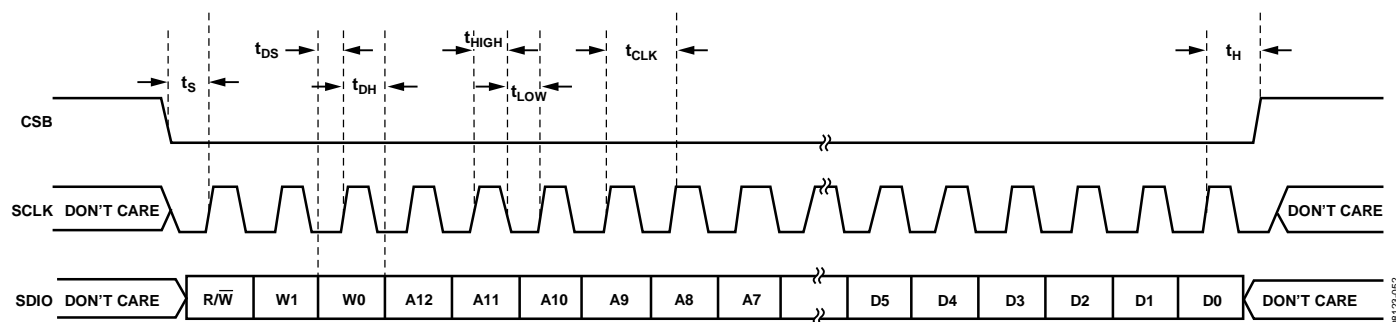 tDS
tHIGH
tCLK
tH
tS
tDH
tLOW
CSB
SCLK DON'T CARE DON'T CARE
SDIO DON'T CARE R/W̅ W1 W0 A12 A11 A10 A9 A8 A7 D5 D4 D3 D2 D1 D0 DON'T CARE